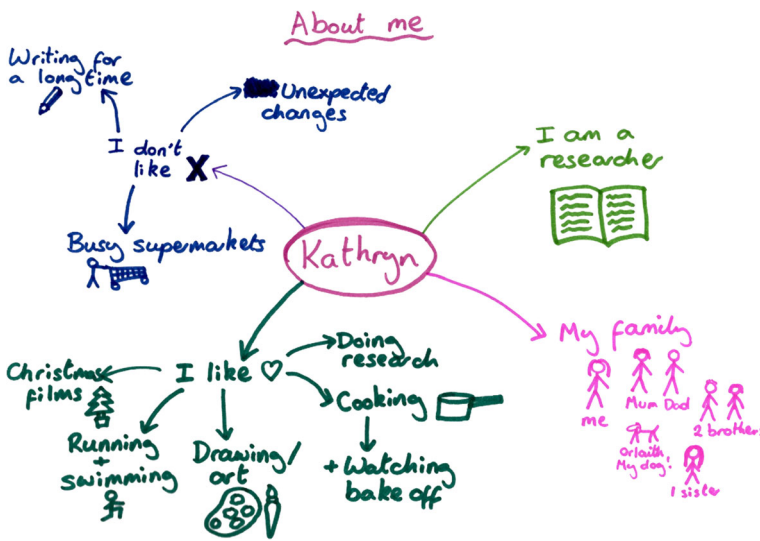 About me
Writing for
a long time
Unexpected
changes
I don't
like X
Busy supermarkets
I am a
researcher
Kathryn
My family
me
Mum Dad
2 brother
Orlaith
My dog!
1 sister
I like
Doing
research
Christmas
films
Cooking
Running
+
swimming
Drawing/
art
+ Watching
bake off